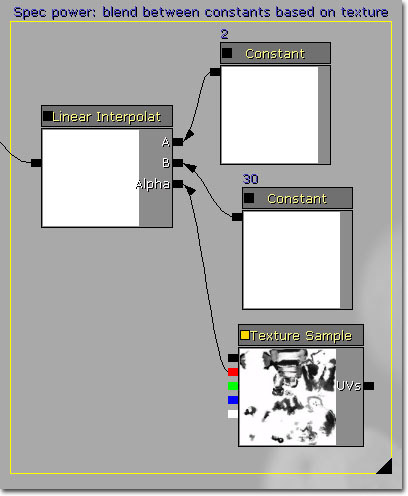 Spec power: blend between constants based on texture
2
Constant
Linear Interpolat
A
B
Alpha
30
Constant
Texture Sample
UVs